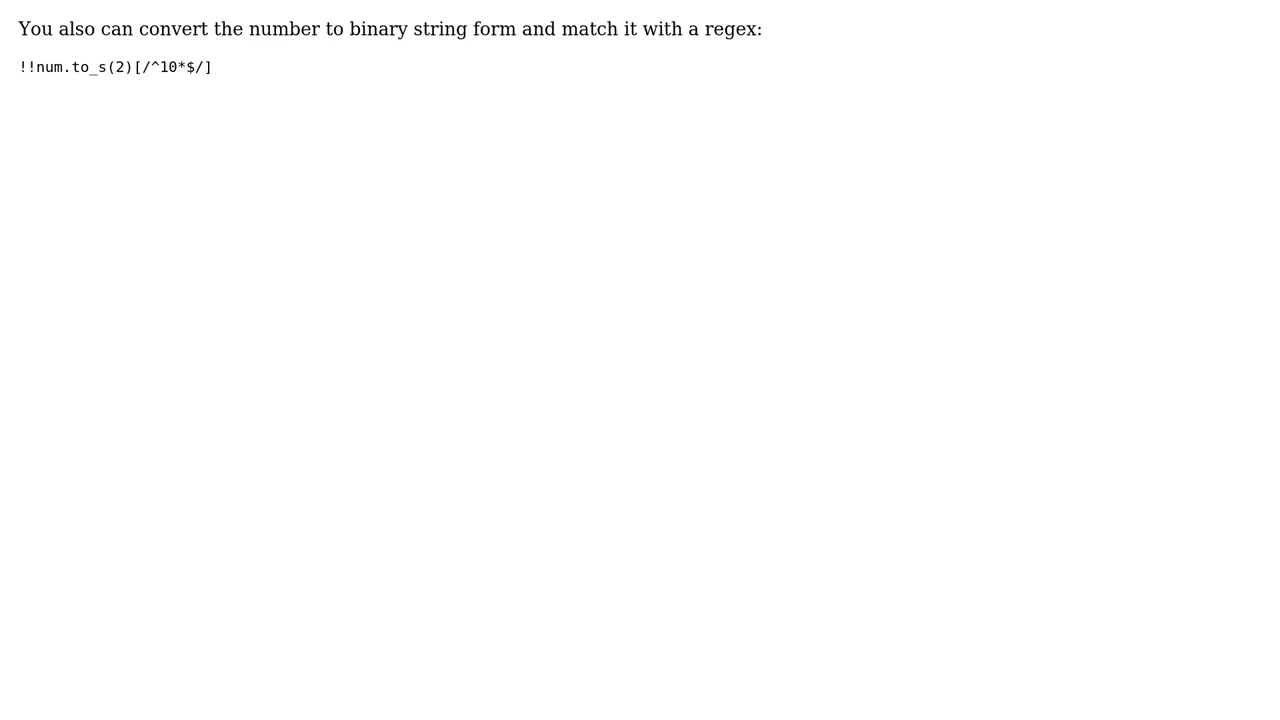 You also can convert the number to binary string form and match it with a regex:
!!num.to_s(2)[/^10*$/]